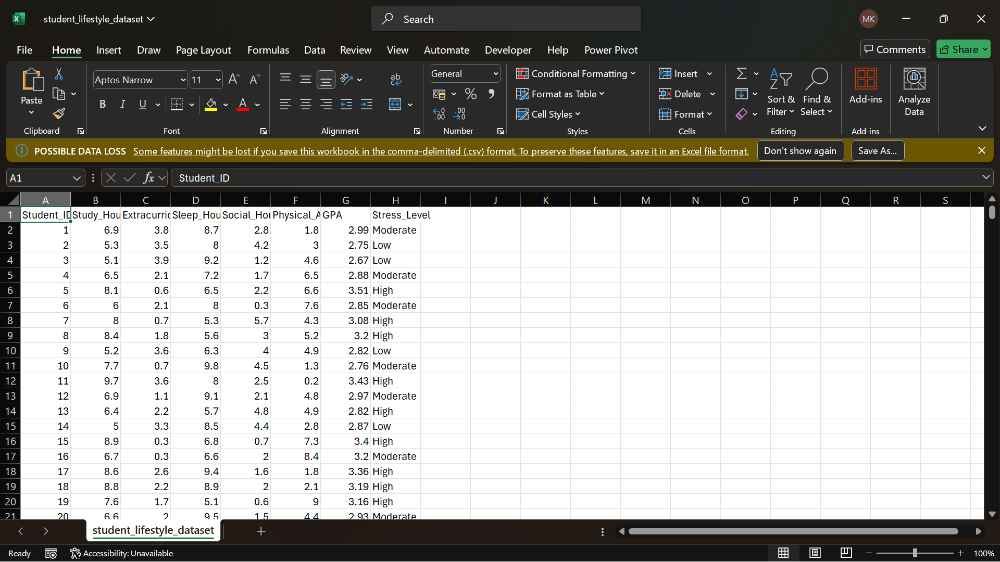 student_lifestyle_dataset
Search
MK
File Home Insert Draw Page Layout Formulas Data Review View Automate Developer Help Power Pivot
Comments Share
Paste
Clipboard
Aptos Narrow 11
B I U A
Font
ab
Alignment
General
% 9
Number
Conditional Formatting
Format as Table
Cell Styles
Styles
Insert
Delete
Format
Cells
Sort & Filter
Find & Select
Editing
Add-ins
Add-ins
Analyze Data
POSSIBLE DATA LOSS Some features might be lost if you save this workbook in the comma-delimited (.csv) format. To preserve these features, save it in an Excel file format. Don't show again Save As...
A1 fx Student_ID
A B C D E F G H I J K L M N O P Q R S
1 Student_ID Study_Hou Extracurric Sleep_Hou Social_Hou Physical_A GPA Stress_Level
2 1 6.9 3.8 8.7 2.8 1.8 2.99 Moderate
3 2 5.3 3.5 8 4.2 3 2.75 Low
4 3 5.1 3.9 9.2 1.2 4.6 2.67 Low
5 4 6.5 2.1 7.2 1.7 6.5 2.88 Moderate
6 5 8.1 0.6 6.5 2.2 6.6 3.51 High
7 6 6 2.1 8 0.3 7.6 2.85 Moderate
8 7 8 0.7 5.3 5.7 4.3 3.08 High
9 8 8.4 1.8 5.6 3 5.2 3.2 High
10 9 5.2 3.6 6.3 4 4.9 2.82 Low
11 10 7.7 0.7 9.8 4.5 1.3 2.76 Moderate
12 11 9.7 3.6 8 2.5 0.2 3.43 High
13 12 6.9 1.1 9.1 2.1 4.8 2.97 Moderate
14 13 6.4 2.2 5.7 4.8 4.9 2.82 High
15 14 5 3.3 8.5 4.4 2.8 2.87 Low
16 15 8.9 0.3 6.8 0.7 7.3 3.4 High
17 16 6.7 0.3 6.6 2 8.4 3.2 Moderate
18 17 8.6 2.6 9.4 1.6 1.8 3.36 High
19 18 8.8 2.2 8.9 2 2.1 3.19 High
20 19 7.6 1.7 5.1 0.6 9 3.16 High
21 20 6.6 2 9.5 1.5 4.4 2.93 Moderate
student_lifestyle_dataset
Ready Accessibility: Unavailable 100%